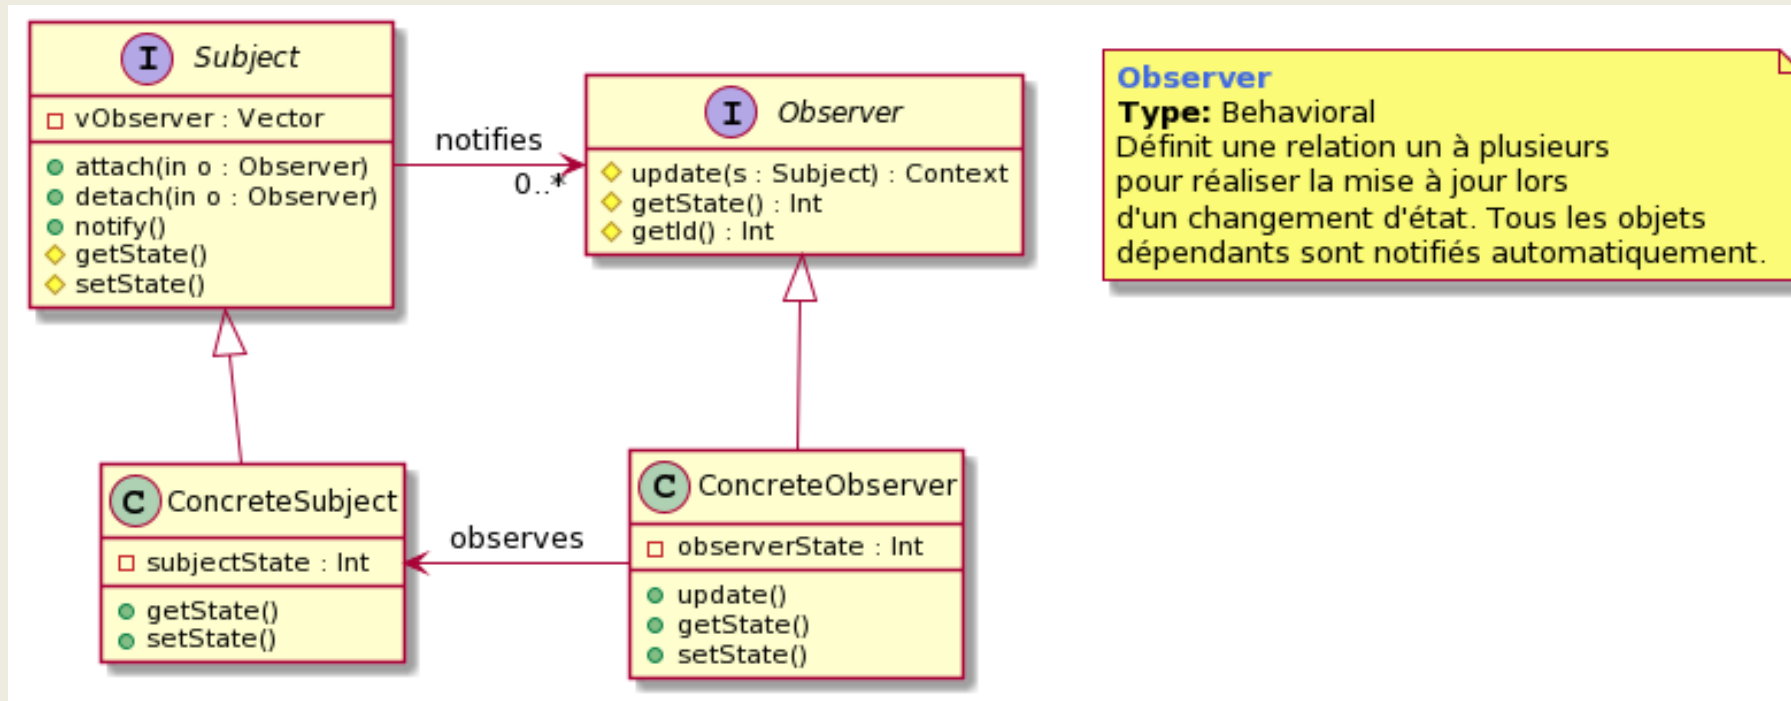 I Subject
vObserver : Vector
attach(in o : Observer)
detach(in o : Observer)
notify()
getState()
setState()
notifies
0..*
I Observer
update(s : Subject) : Context
getState() : Int
getId() : Int
Observer
Type: Behavioral
Définit une relation un à plusieurs
pour réaliser la mise à jour lors
d'un changement d'état. Tous les objets
dépendants sont notifiés automatiquement.
C ConcreteSubject
subjectState : Int
getState()
setState()
observes
C ConcreteObserver
observerState : Int
update()
getState()
setState()